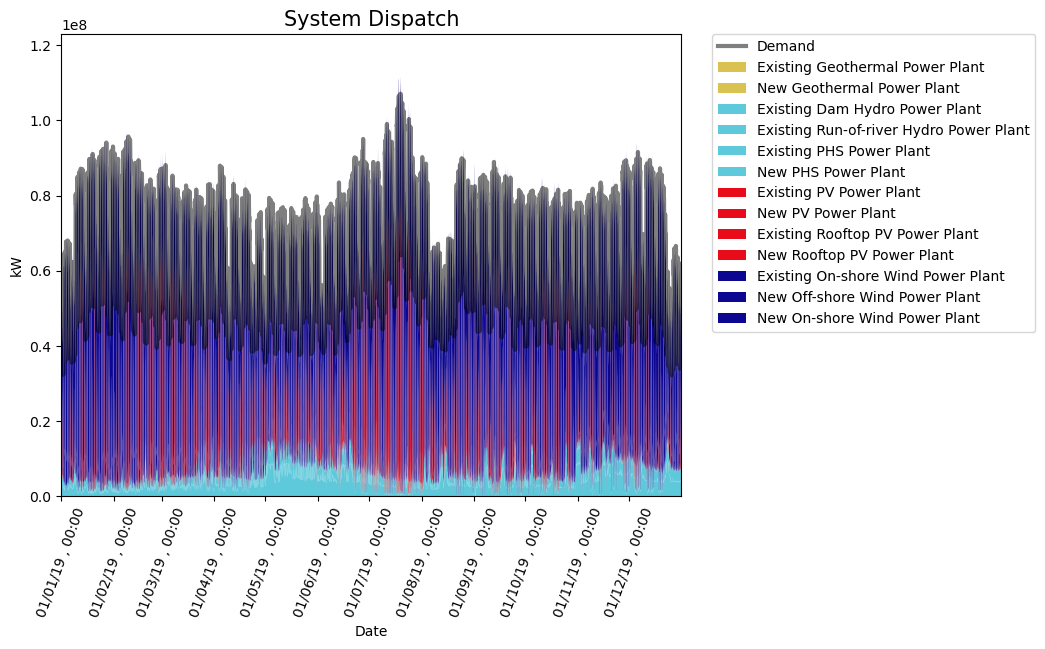 System Dispatch
1e8
1.2
1.0
0.8
0.6
0.4
0.2
0.0
kW
01/01/19 , 00:00
01/02/19 , 00:00
01/03/19 , 00:00
01/04/19 , 00:00
01/05/19 , 00:00
01/06/19 , 00:00
01/07/19 , 00:00
01/08/19 , 00:00
01/09/19 , 00:00
01/10/19 , 00:00
01/11/19 , 00:00
01/12/19 , 00:00
Date
Demand
Existing Geothermal Power Plant
New Geothermal Power Plant
Existing Dam Hydro Power Plant
Existing Run-of-river Hydro Power Plant
Existing PHS Power Plant
New PHS Power Plant
Existing PV Power Plant
New PV Power Plant
Existing Rooftop PV Power Plant
New Rooftop PV Power Plant
Existing On-shore Wind Power Plant
New Off-shore Wind Power Plant
New On-shore Wind Power Plant